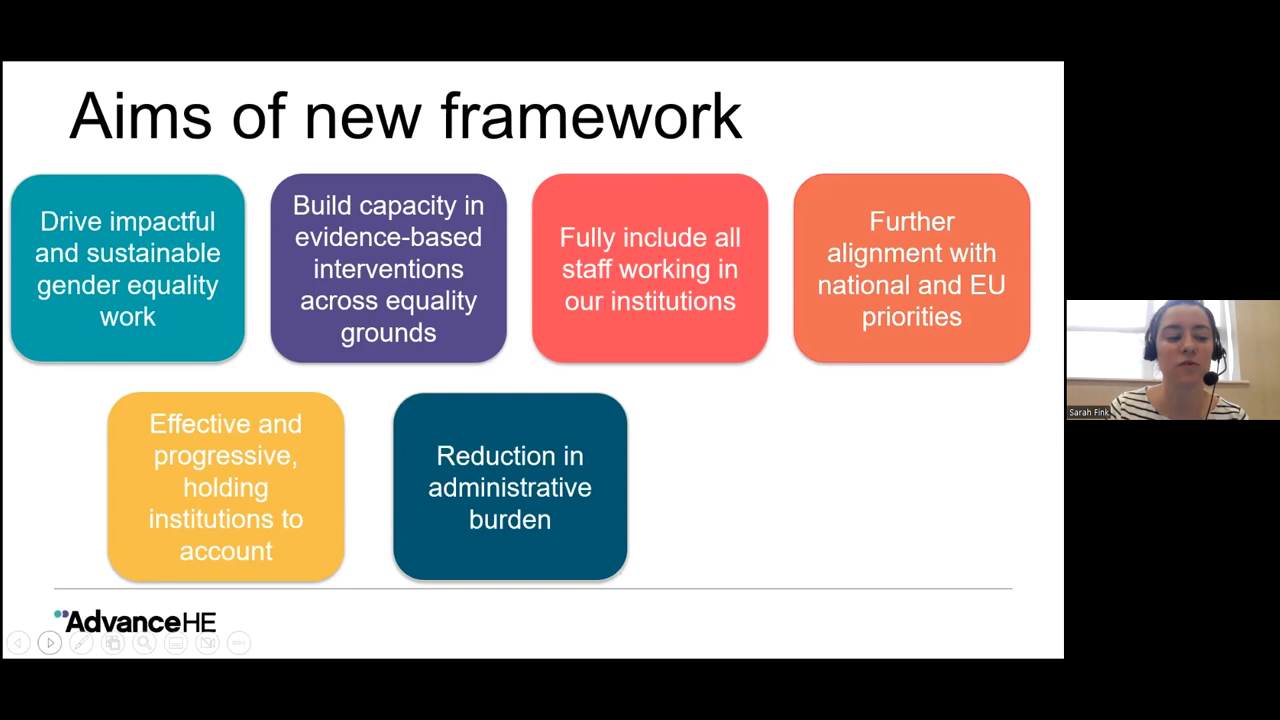 Aims of new framework
Drive impactful
and sustainable
gender equality
work
Build capacity in
evidence-based
interventions
across equality
grounds
Fully include all
staff working in
our institutions
Further
alignment with
national and EU
priorities
Effective and
progressive,
holding
institutions to
account
Reduction in
administrative
burden
AdvanceHE
Sarah Fink